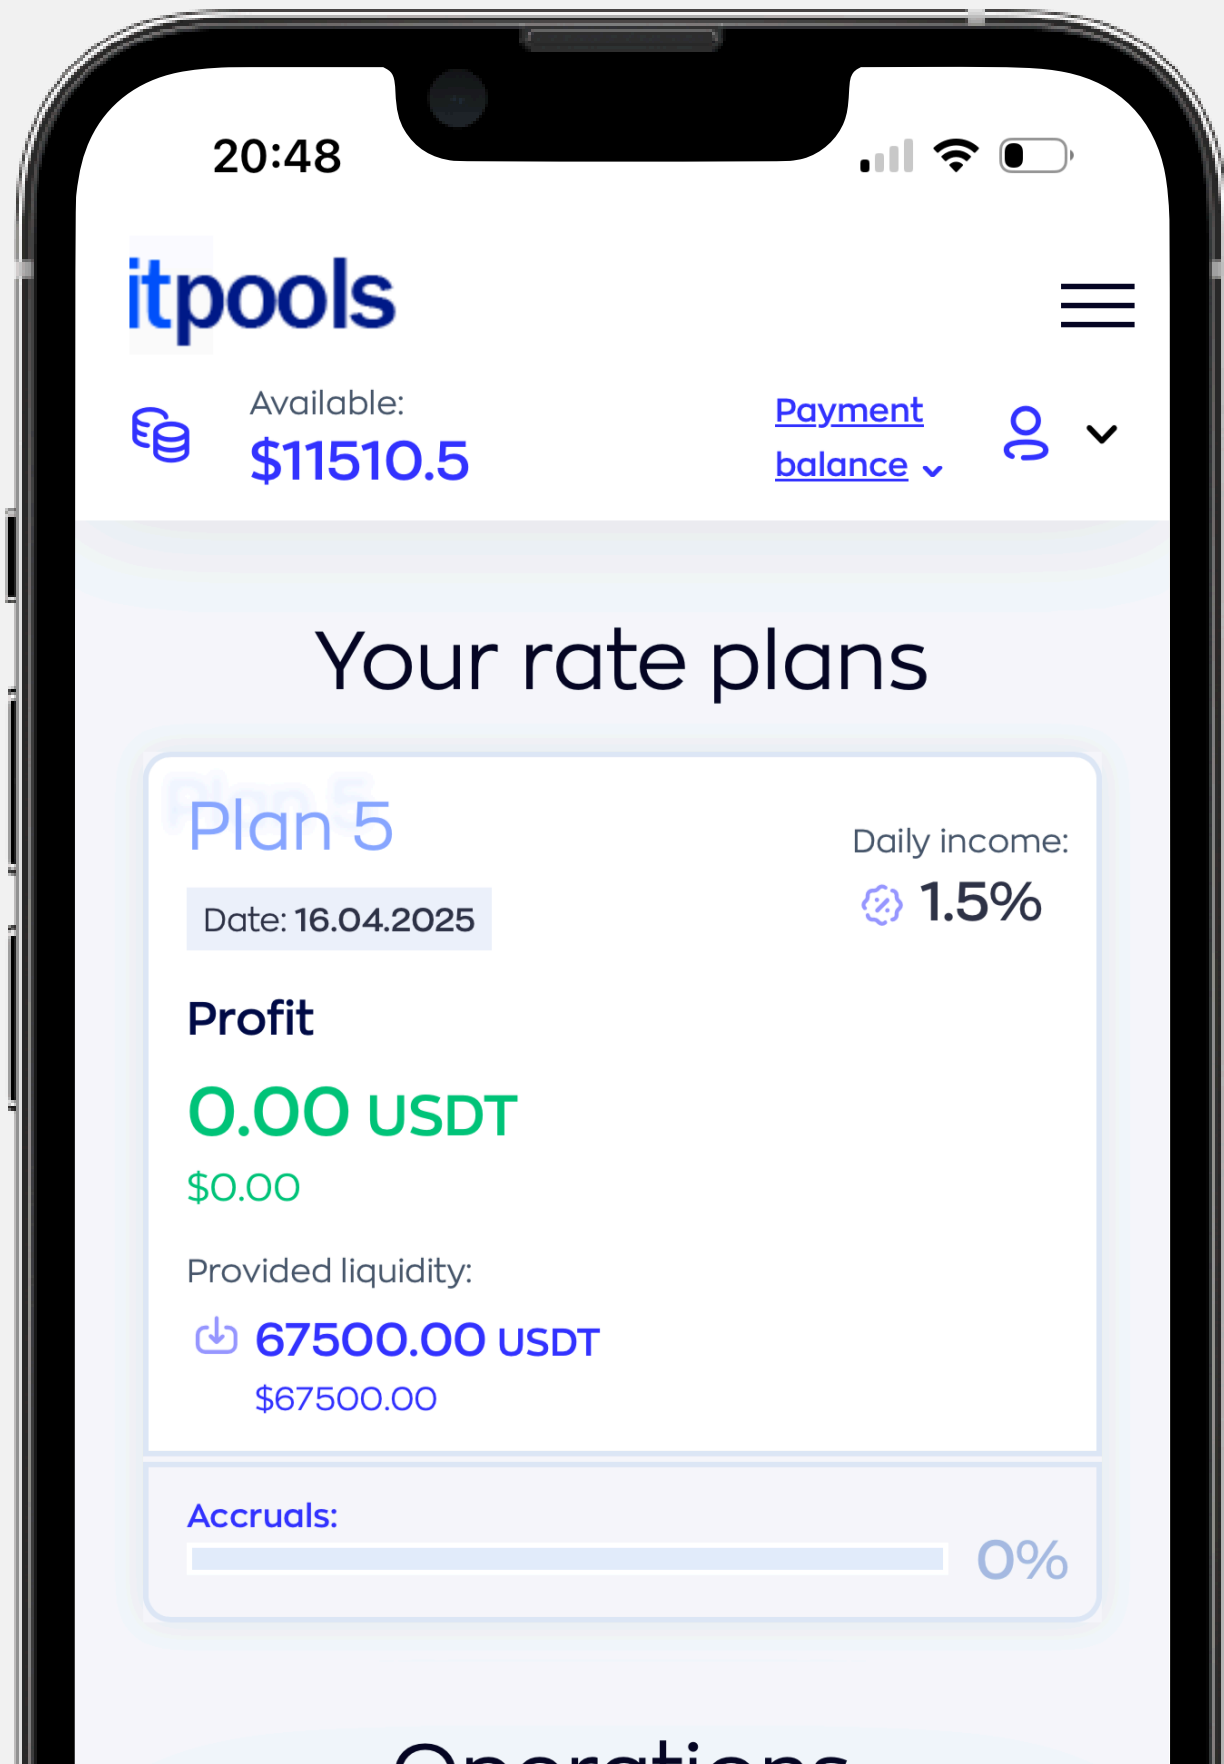 20:48
itpools
Available:
$11510.5
Payment
balance
Your rate plans
Plan 5
Daily income:
1.5%
Date: 16.04.2025
Profit
0.00 USDT
$0.00
Provided liquidity:
67500.00 USDT
$67500.00
Accruals:
0%
Operations